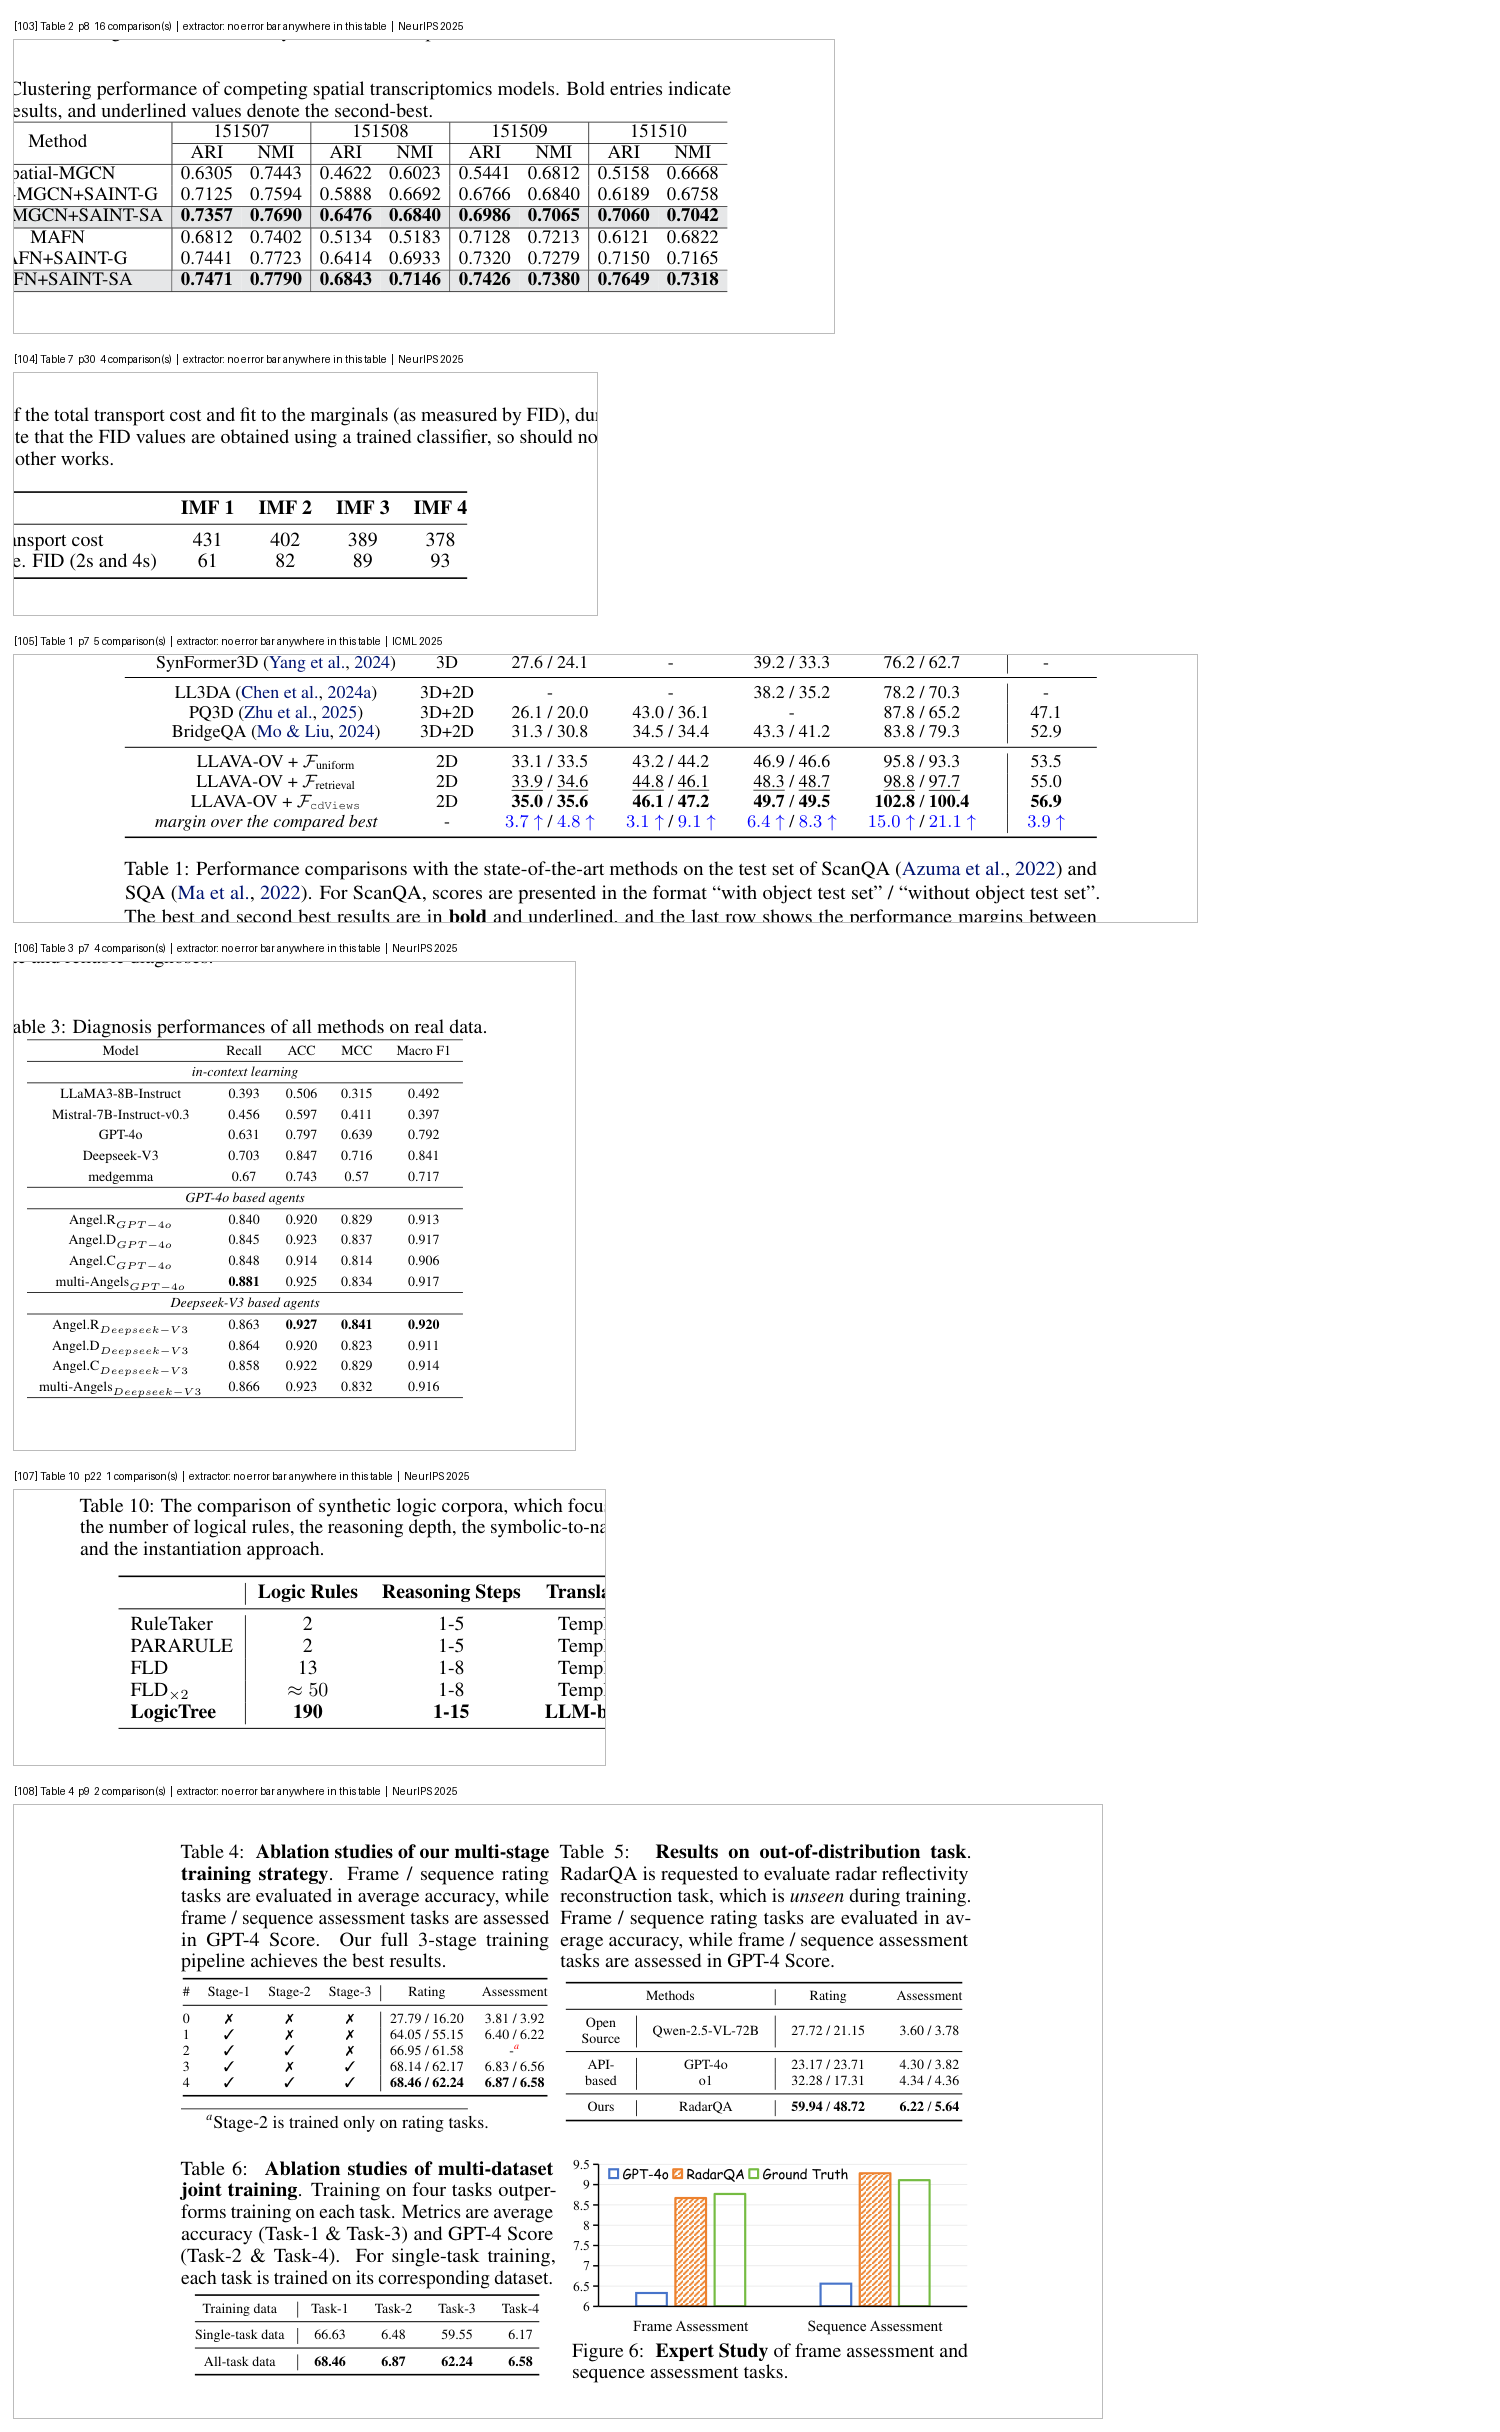 [103] Table 2 p8 16 comparison(s) | extractor: no error bar anywhere in this table | NeurIPS 2025
Clustering performance of competing spatial transcriptomics models. Bold entries indicate
esults, and underlined values denote the second-best.
Method 151507 151508 151509 151510
ARI NMI ARI NMI ARI NMI ARI NMI
patial-MGCN 0.6305 0.7443 0.4622 0.6023 0.5441 0.6812 0.5158 0.6668
-MGCN+SAINT-G 0.7125 0.7594 0.5888 0.6692 0.6766 0.6840 0.6189 0.6758
MGCN+SAINT-SA 0.7357 0.7690 0.6476 0.6840 0.6986 0.7065 0.7060 0.7042
MAFN 0.6812 0.7402 0.5134 0.5183 0.7128 0.7213 0.6121 0.6822
AFN+SAINT-G 0.7441 0.7723 0.6414 0.6933 0.7320 0.7279 0.7150 0.7165
FN+SAINT-SA 0.7471 0.7790 0.6843 0.7146 0.7426 0.7380 0.7649 0.7318
[104] Table 7 p30 4 comparison(s) | extractor: no error bar anywhere in this table | NeurIPS 2025
f the total transport cost and fit to the marginals (as measured by FID), dur
te that the FID values are obtained using a trained classifier, so should no
other works.
IMF 1 IMF 2 IMF 3 IMF 4
ansport cost 431 402 389 378
e. FID (2s and 4s) 61 82 89 93
[105] Table 1 p7 5 comparison(s) | extractor: no error bar anywhere in this table | ICML 2025
SynFormer3D (Yang et al., 2024) 3D 27.6 / 24.1 - 39.2 / 33.3 76.2 / 62.7 -
LL3DA (Chen et al., 2024a) 3D+2D - - 38.2 / 35.2 78.2 / 70.3 -
PQ3D (Zhu et al., 2025) 3D+2D 26.1 / 20.0 43.0 / 36.1 - 87.8 / 65.2 47.1
BridgeQA (Mo & Liu, 2024) 3D+2D 31.3 / 30.8 34.5 / 34.4 43.3 / 41.2 83.8 / 79.3 52.9
LLAVA-OV + Funiform 2D 33.1 / 33.5 43.2 / 44.2 46.9 / 46.6 95.8 / 93.3 53.5
LLAVA-OV + Fretrieval 2D 33.9 / 34.6 44.8 / 46.1 48.3 / 48.7 98.8 / 97.7 55.0
LLAVA-OV + FcdViews 2D 35.0 / 35.6 46.1 / 47.2 49.7 / 49.5 102.8 / 100.4 56.9
margin over the compared best - 3.7 ↑ / 4.8 ↑ 3.1 ↑ / 9.1 ↑ 6.4 ↑ / 8.3 ↑ 15.0 ↑ / 21.1 ↑ 3.9 ↑
Table 1: Performance comparisons with the state-of-the-art methods on the test set of ScanQA (Azuma et al., 2022) and
SQA (Ma et al., 2022). For ScanQA, scores are presented in the format “with object test set” / “without object test set”.
The best and second best results are in bold and underlined, and the last row shows the performance margins between
[106] Table 3 p7 4 comparison(s) | extractor: no error bar anywhere in this table | NeurIPS 2025
able 3: Diagnosis performances of all methods on real data.
Model Recall ACC MCC Macro F1
in-context learning
LLaMA3-8B-Instruct 0.393 0.506 0.315 0.492
Mistral-7B-Instruct-v0.3 0.456 0.597 0.411 0.397
GPT-4o 0.631 0.797 0.639 0.792
Deepseek-V3 0.703 0.847 0.716 0.841
medgemma 0.67 0.743 0.57 0.717
GPT-4o based agents
Angel.RGPT−4o 0.840 0.920 0.829 0.913
Angel.DGPT−4o 0.845 0.923 0.837 0.917
Angel.CGPT−4o 0.848 0.914 0.814 0.906
multi-AngelsGPT−4o 0.881 0.925 0.834 0.917
Deepseek-V3 based agents
Angel.RDeepseek−V3 0.863 0.927 0.841 0.920
Angel.DDeepseek−V3 0.864 0.920 0.823 0.911
Angel.CDeepseek−V3 0.858 0.922 0.829 0.914
multi-AngelsDeepseek−V3 0.866 0.923 0.832 0.916
[107] Table 10 p22 1 comparison(s) | extractor: no error bar anywhere in this table | NeurIPS 2025
Table 10: The comparison of synthetic logic corpora, which focu
the number of logical rules, the reasoning depth, the symbolic-to-na
and the instantiation approach.
Logic Rules Reasoning Steps Transla
RuleTaker 2 1-5 Templ
PARARULE 2 1-5 Templ
FLD 13 1-8 Templ
FLD×2 ≈ 50 1-8 Templ
LogicTree 190 1-15 LLM-b
[108] Table 4 p9 2 comparison(s) | extractor: no error bar anywhere in this table | NeurIPS 2025
Table 4: Ablation studies of our multi-stage
training strategy. Frame / sequence rating
tasks are evaluated in average accuracy, while
frame / sequence assessment tasks are assessed
in GPT-4 Score. Our full 3-stage training
pipeline achieves the best results.
# Stage-1 Stage-2 Stage-3 Rating Assessment
0 ✗ ✗ ✗ 27.79 / 16.20 3.81 / 3.92
1 ✓ ✗ ✗ 64.05 / 55.15 6.40 / 6.22
2 ✓ ✓ ✗ 66.95 / 61.58 -a
3 ✓ ✗ ✓ 68.14 / 62.17 6.83 / 6.56
4 ✓ ✓ ✓ 68.46 / 62.24 6.87 / 6.58
aStage-2 is trained only on rating tasks.
Table 5: Results on out-of-distribution task.
RadarQA is requested to evaluate radar reflectivity
reconstruction task, which is unseen during training.
Frame / sequence rating tasks are evaluated in av-
erage accuracy, while frame / sequence assessment
tasks are assessed in GPT-4 Score.
Methods Rating Assessment
Open Source Qwen-2.5-VL-72B 27.72 / 21.15 3.60 / 3.78
API-based GPT-4o 23.17 / 23.71 4.30 / 3.82
o1 32.28 / 17.31 4.34 / 4.36
Ours RadarQA 59.94 / 48.72 6.22 / 5.64
Table 6: Ablation studies of multi-dataset
joint training. Training on four tasks outper-
forms training on each task. Metrics are average
accuracy (Task-1 & Task-3) and GPT-4 Score
(Task-2 & Task-4). For single-task training,
each task is trained on its corresponding dataset.
Training data Task-1 Task-2 Task-3 Task-4
Single-task data 66.63 6.48 59.55 6.17
All-task data 68.46 6.87 62.24 6.58
GPT-4o RadarQA Ground Truth
9.5
9
8.5
8
7.5
7
6.5
6
Frame Assessment Sequence Assessment
Figure 6: Expert Study of frame assessment and
sequence assessment tasks.